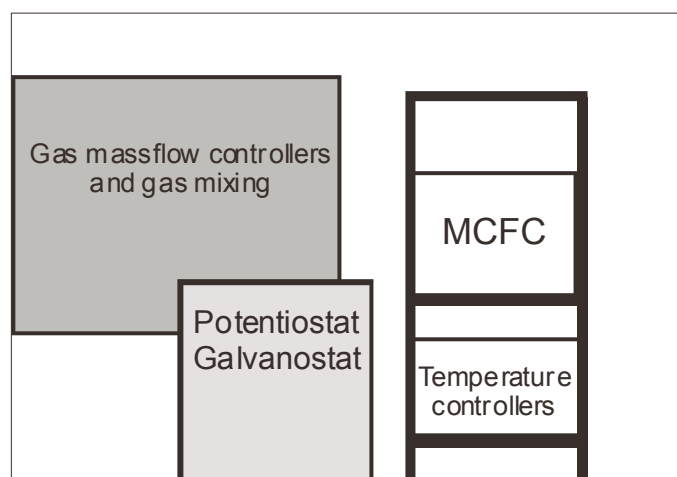 Gas massflow controllers
and gas mixing
MCFC
Potentiostat
Galvanostat
Temperature
controllers